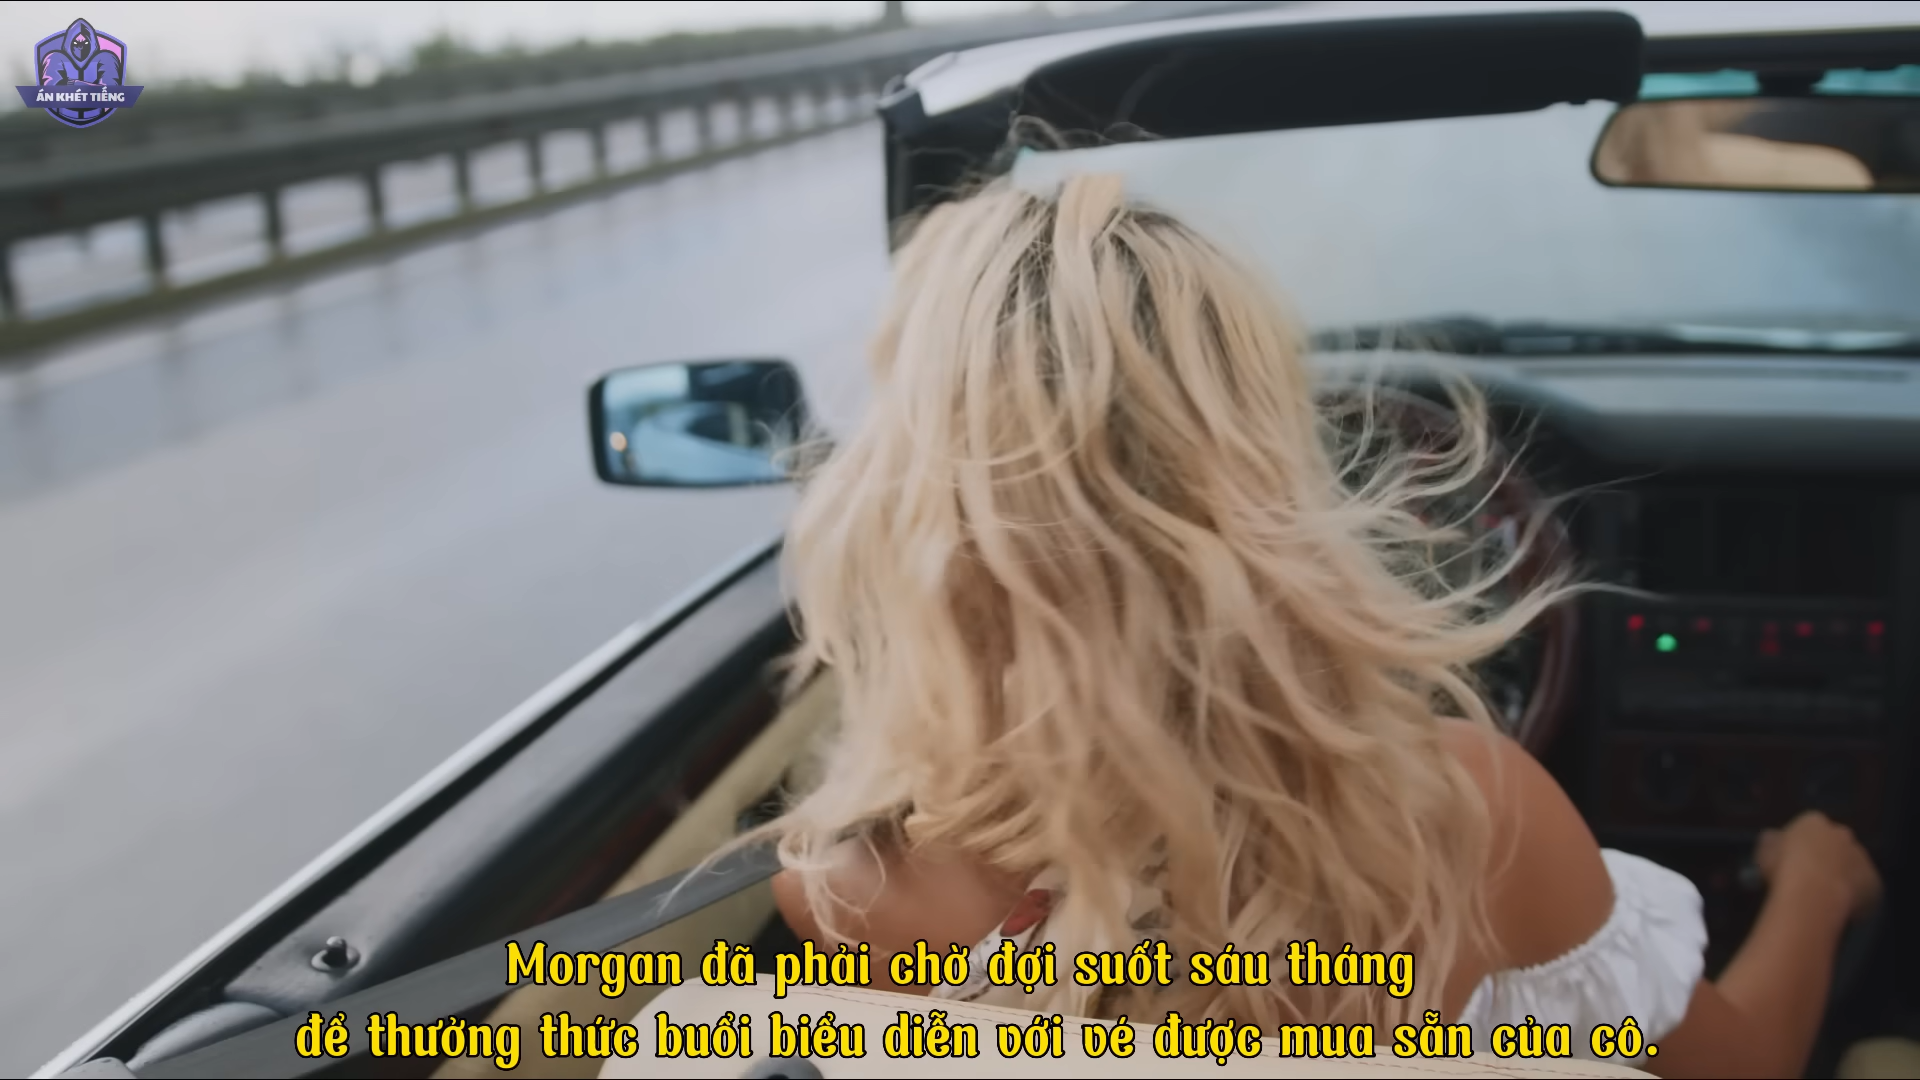 ÁN KHÉT TIẾNG
Morgan đã phải chờ đợi suốt sáu tháng
để thưởng thức buổi biểu diễn với vé được mua sẵn của cô.